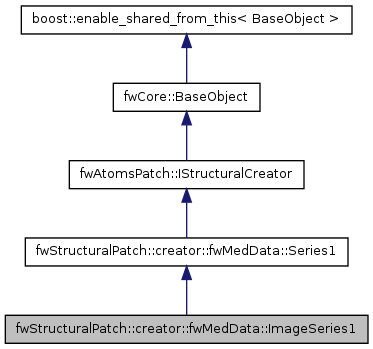 boost::enable_shared_from_this< BaseObject >
fwCore::BaseObject
fwAtomsPatch::IStructuralCreator
fwStructuralPatch::creator::fwMedData::Series1
fwStructuralPatch::creator::fwMedData::ImageSeries1